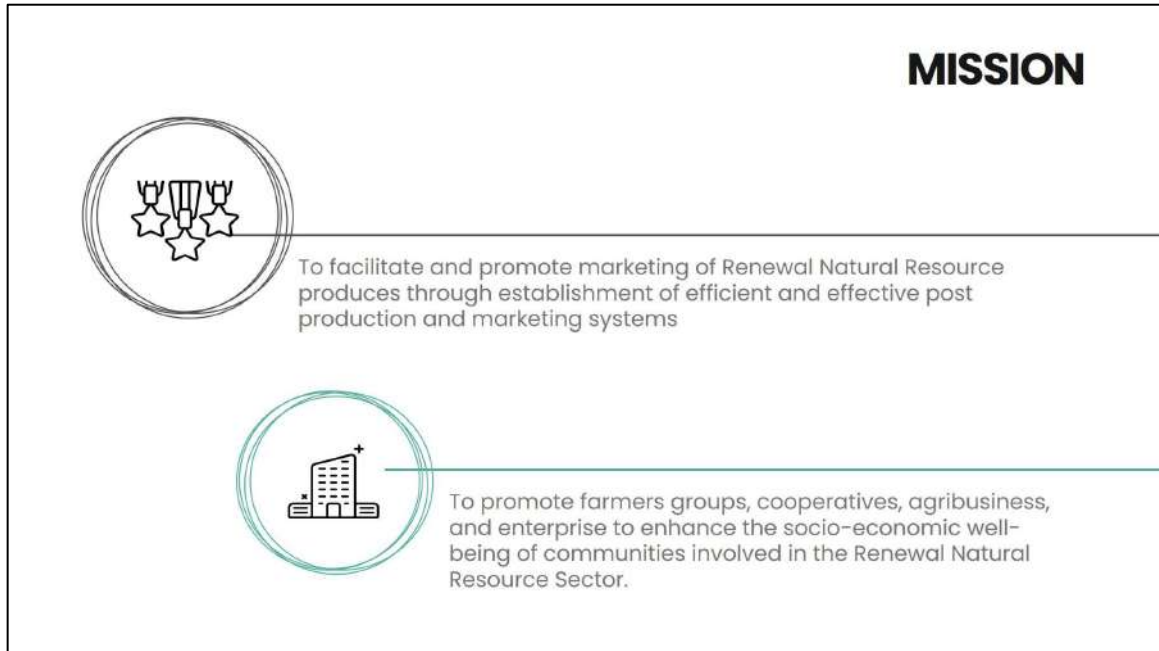 MISSION
To facilitate and promote marketing of Renewal Natural Resource
produces through establishment of efficient and effective post
production and marketing systems
To promote farmers groups, cooperatives, agribusiness,
and enterprise to enhance the socio-economic well-
being of communities involved in the Renewal Natural
Resource Sector.